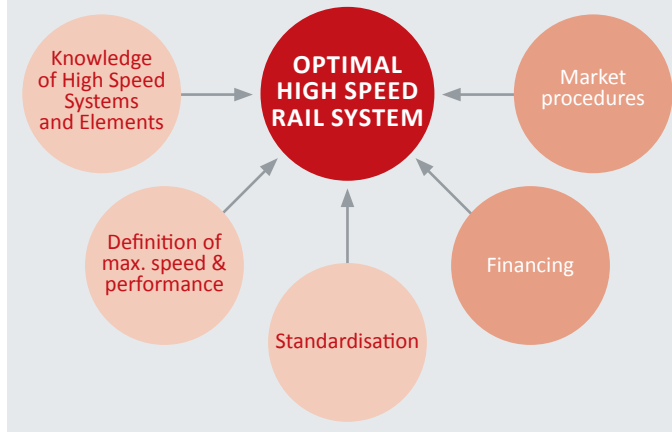 Knowledge
of High Speed
Systems
and Elements
OPTIMAL
HIGH SPEED
RAIL SYSTEM
Market
procedures
Definition of
max. speed &
performance
Standardisation
Financing